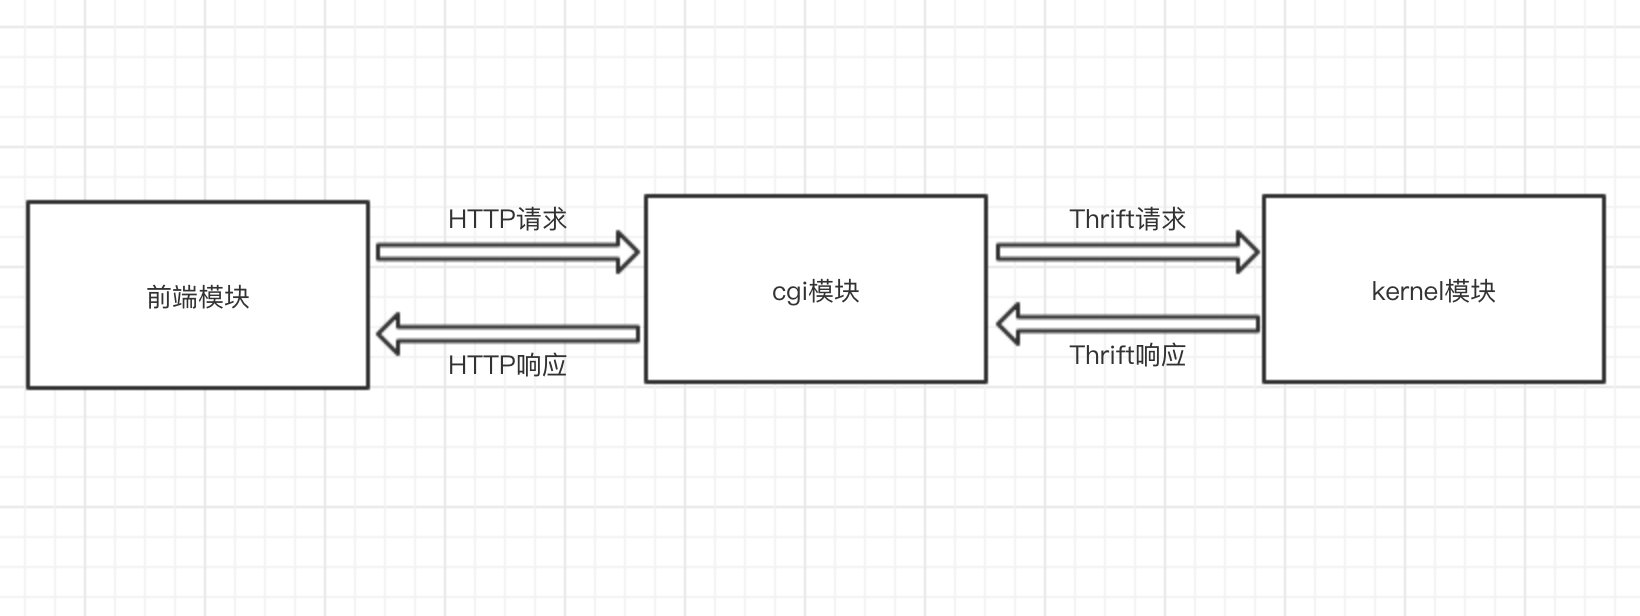 HTTP请求
Thrift请求
前端模块
cgi模块
kernel模块
HTTP响应
Thrift响应